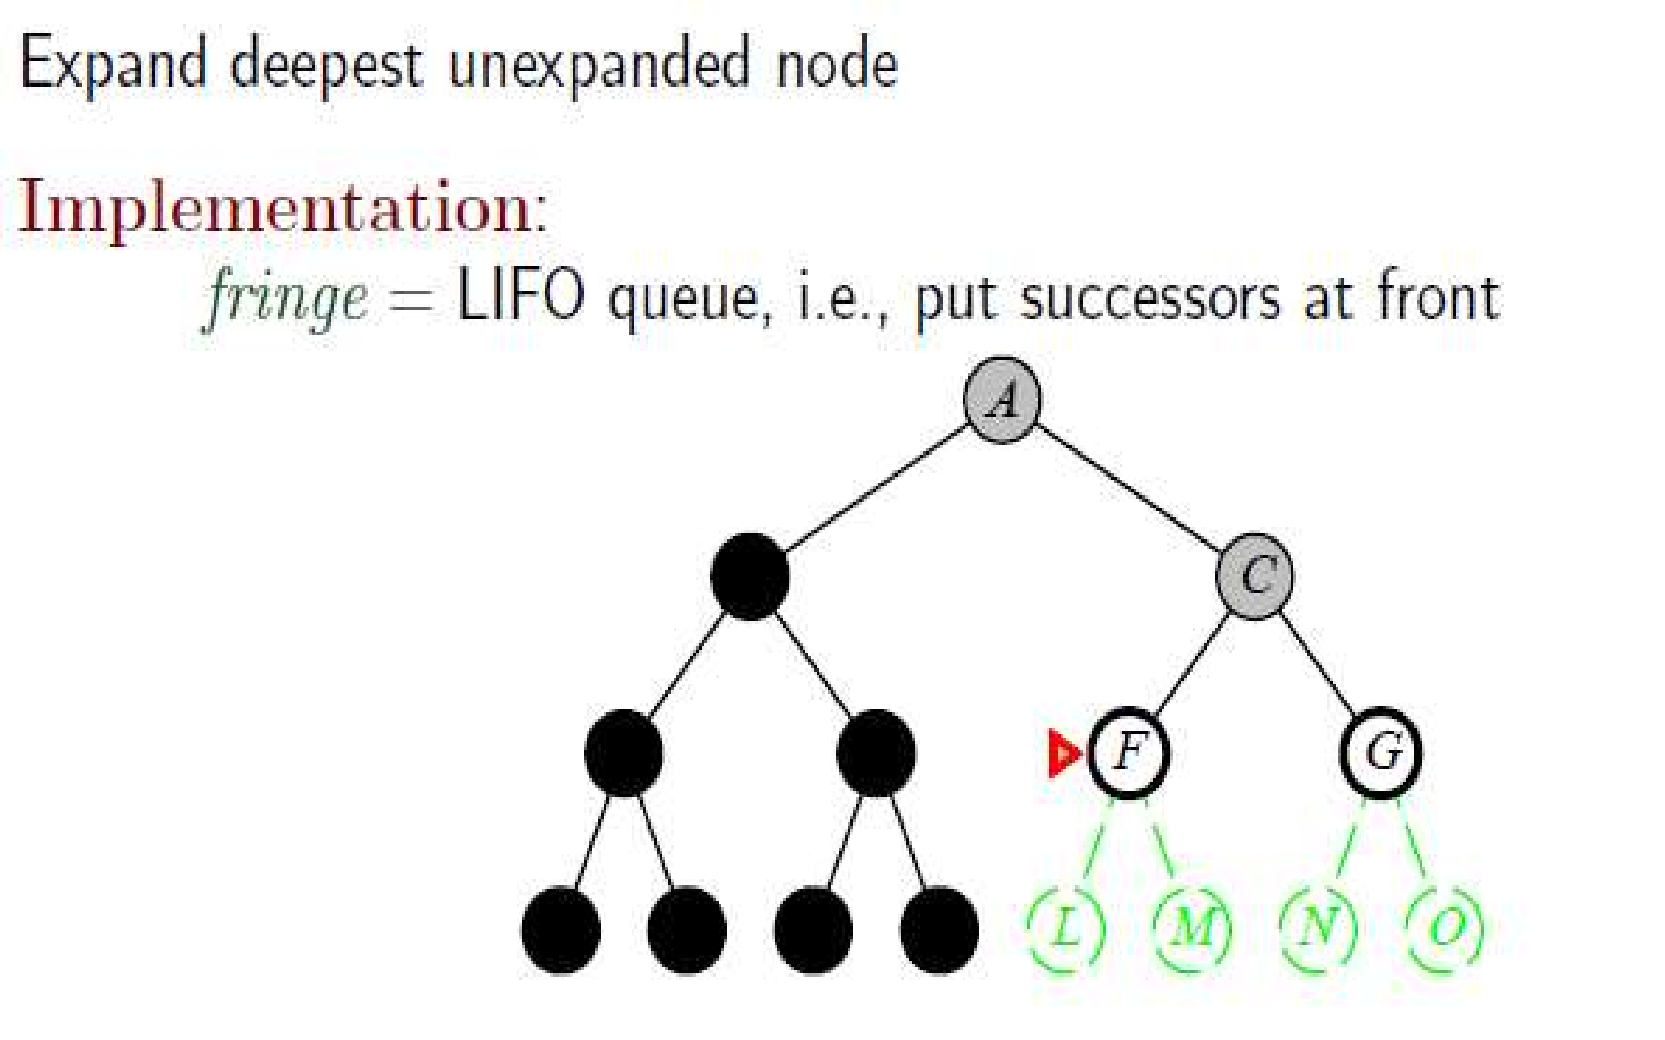 Expand deepest unexpanded node
Implementation:
fringe = LIFO queue, i.e., put successors at front
A
C
F G
L M N O